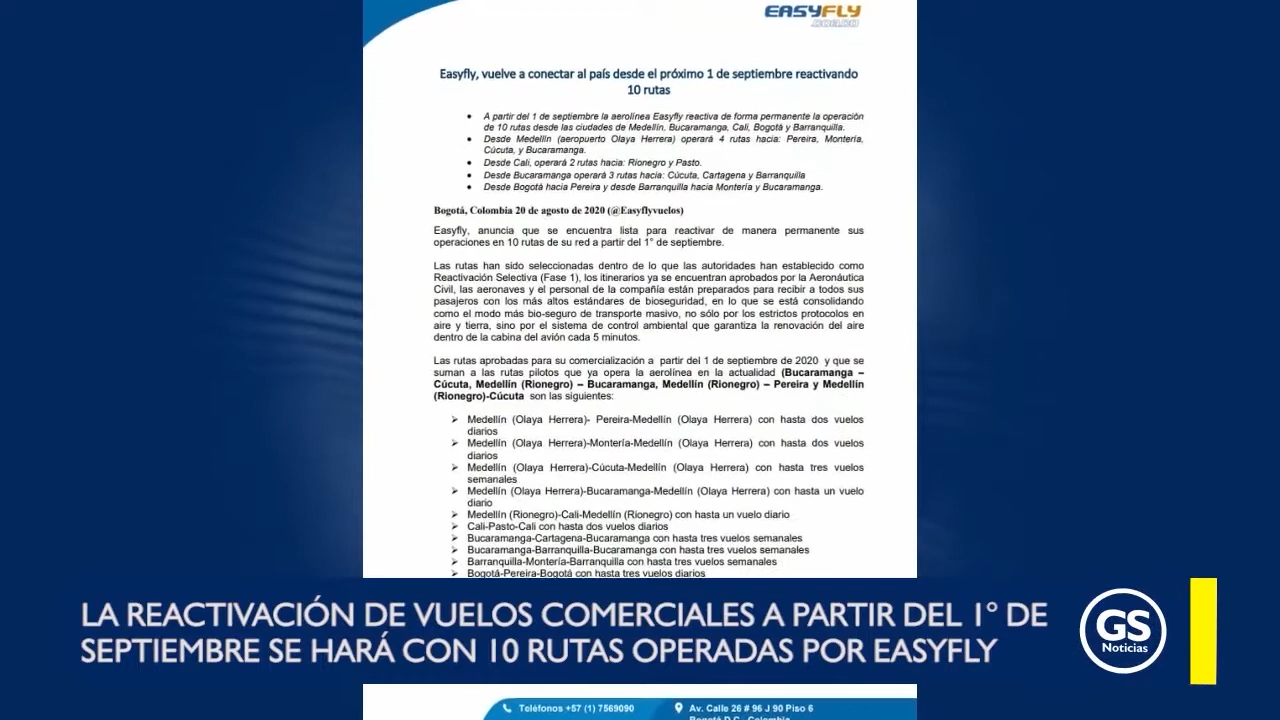 EASYFLY
Easyfly, vuelve a conectar al país desde el próximo 1 de septiembre reactivando
10 rutas
• A partir del 1 de septiembre la aerolínea Easyfly reactiva de forma permanente la operación
de 10 rutas desde las ciudades de Medellín, Bucaramanga, Cali, Bogotá y Barranquilla.
• Desde Medellín (aeropuerto Olaya Herrera) operará 4 rutas hacia: Pereira, Montería,
Cúcuta, y Bucaramanga.
• Desde Cali, operará 2 rutas hacia: Rionegro y Pasto.
• Desde Bucaramanga operará 3 rutas hacia: Cúcuta, Cartagena y Barranquilla
• Desde Bogotá hacia Pereira y desde Barranquilla hacia Montería y Bucaramanga.
Bogotá, Colombia 20 de agosto de 2020 (@Easyflyvuelos)
Easyfly, anuncia que se encuentra lista para reactivar de manera permanente sus
operaciones en 10 rutas de su red a partir del 1° de septiembre.
Las rutas han sido seleccionadas dentro de lo que las autoridades han establecido como
Reactivación Selectiva (Fase 1), los itinerarios ya se encuentran aprobados por la Aeronáutica
Civil, las aeronaves y el personal de la compañía están preparados para recibir a todos sus
pasajeros con los más altos estándares de bioseguridad, en lo que se está consolidando
como el modo más bio-seguro de transporte masivo, no sólo por los estrictos protocolos en
aire y tierra, sino por el sistema de control ambiental que garantiza la renovación del aire
dentro de la cabina del avión cada 5 minutos.
Las rutas aprobadas para su comercialización a partir del 1 de septiembre de 2020 y que se
suman a las rutas pilotos que ya opera la aerolínea en la actualidad (Bucaramanga –
Cúcuta, Medellín (Rionegro) – Bucaramanga, Medellín (Rionegro) – Pereira y Medellín
(Rionegro)-Cúcuta son las siguientes:
➢ Medellín (Olaya Herrera)- Pereira-Medellín (Olaya Herrera) con hasta dos vuelos
diarios
➢ Medellín (Olaya Herrera)-Montería-Medellín (Olaya Herrera) con hasta dos vuelos
diarios
➢ Medellín (Olaya Herrera)-Cúcuta-Medellín (Olaya Herrera) con hasta tres vuelos
semanales
➢ Medellín (Olaya Herrera)-Bucaramanga-Medellín (Olaya Herrera) con hasta un vuelo
diario
➢ Medellín (Rionegro)-Cali-Medellín (Rionegro) con hasta un vuelo diario
➢ Cali-Pasto-Cali con hasta dos vuelos diarios
➢ Bucaramanga-Cartagena-Bucaramanga con hasta tres vuelos semanales
➢ Bucaramanga-Barranquilla-Bucaramanga con hasta tres vuelos semanales
➢ Barranquilla-Montería-Barranquilla con hasta tres vuelos semanales
➢ Bogotá-Pereira-Bogotá con hasta tres vuelos diarios
LA REACTIVACIÓN DE VUELOS COMERCIALES A PARTIR DEL 1° DE
SEPTIEMBRE SE HARÁ CON 10 RUTAS OPERADAS POR EASYFLY
GS
Noticias
Teléfonos +57 (1) 7569090
Av. Calle 26 # 96 J 90 Piso 6
Bogotá D.C., Colombia